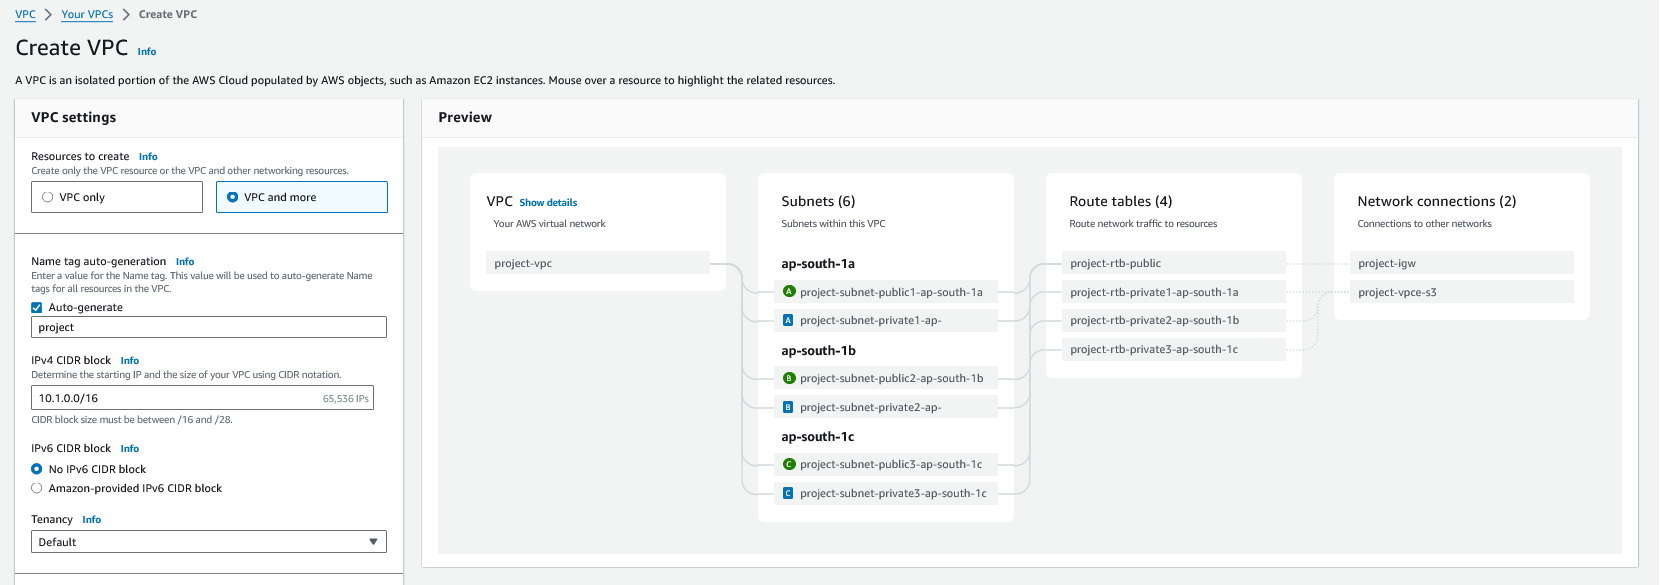 VPC > Your VPCs > Create VPC
Create VPC Info
A VPC is an isolated portion of the AWS Cloud populated by AWS objects, such as Amazon EC2 instances. Mouse over a resource to highlight the related resources.
VPC settings
Resources to create Info
Create only the VPC resource or the VPC and other networking resources.
VPC only
VPC and more
Name tag auto-generation Info
Enter a value for the Name tag. This value will be used to auto-generate Name
tags for all resources in the VPC.
Auto-generate
project
IPv4 CIDR block Info
Determine the starting IP and the size of your VPC using CIDR notation.
10.1.0.0/16 65,536 IPs
CIDR block size must be between /16 and /28.
IPv6 CIDR block Info
No IPv6 CIDR block
Amazon-provided IPv6 CIDR block
Tenancy Info
Default
Preview
VPC Show details
Your AWS virtual network
project-vpc
Subnets (6)
Subnets within this VPC
ap-south-1a
A project-subnet-public1-ap-south-1a
A project-subnet-private1-ap-
ap-south-1b
B project-subnet-public2-ap-south-1b
B project-subnet-private2-ap-
ap-south-1c
C project-subnet-public3-ap-south-1c
C project-subnet-private3-ap-south-1c
Route tables (4)
Route network traffic to resources
project-rtb-public
project-rtb-private1-ap-south-1a
project-rtb-private2-ap-south-1b
project-rtb-private3-ap-south-1c
Network connections (2)
Connections to other networks
project-igw
project-vpce-s3